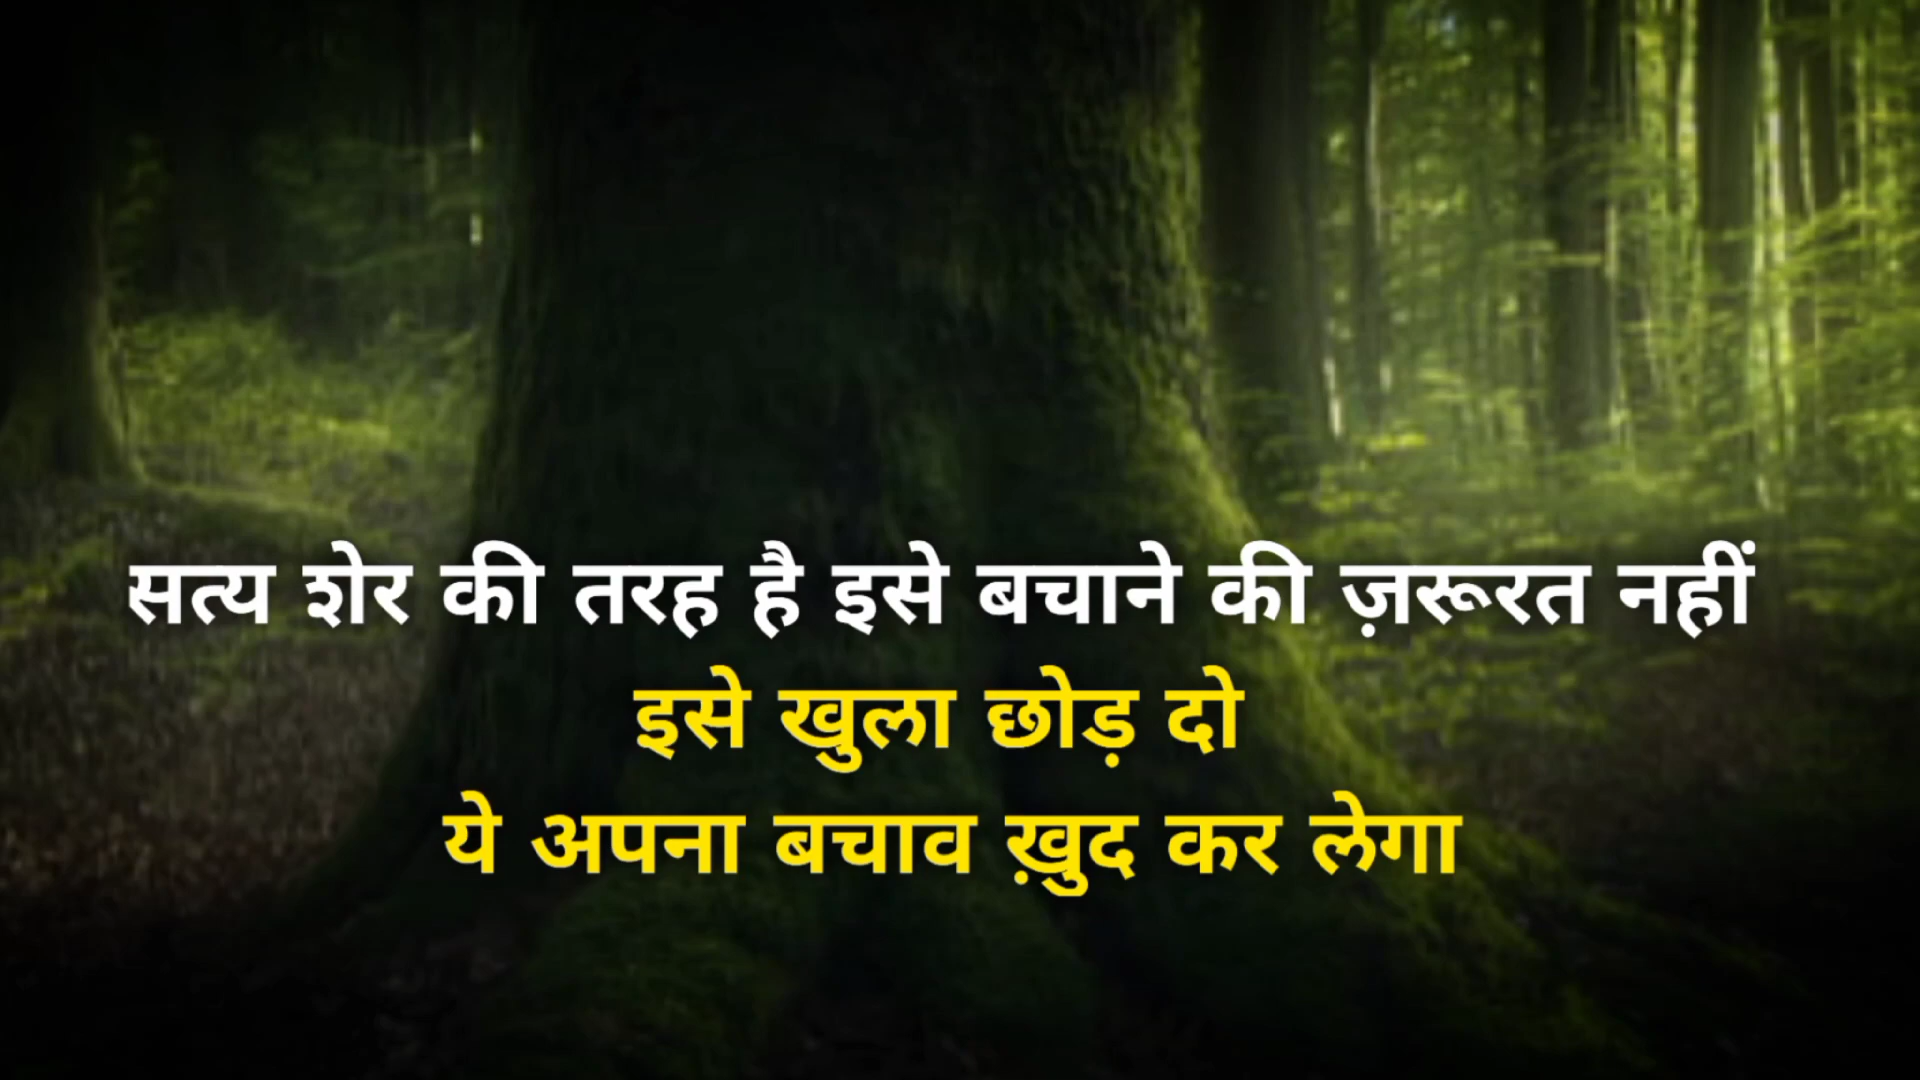 सत्य शेर की तरह है इसे बचाने की ज़रूरत नहीं
इसे खुला छोड़ दो
ये अपना बचाव ख़ुद कर लेगा